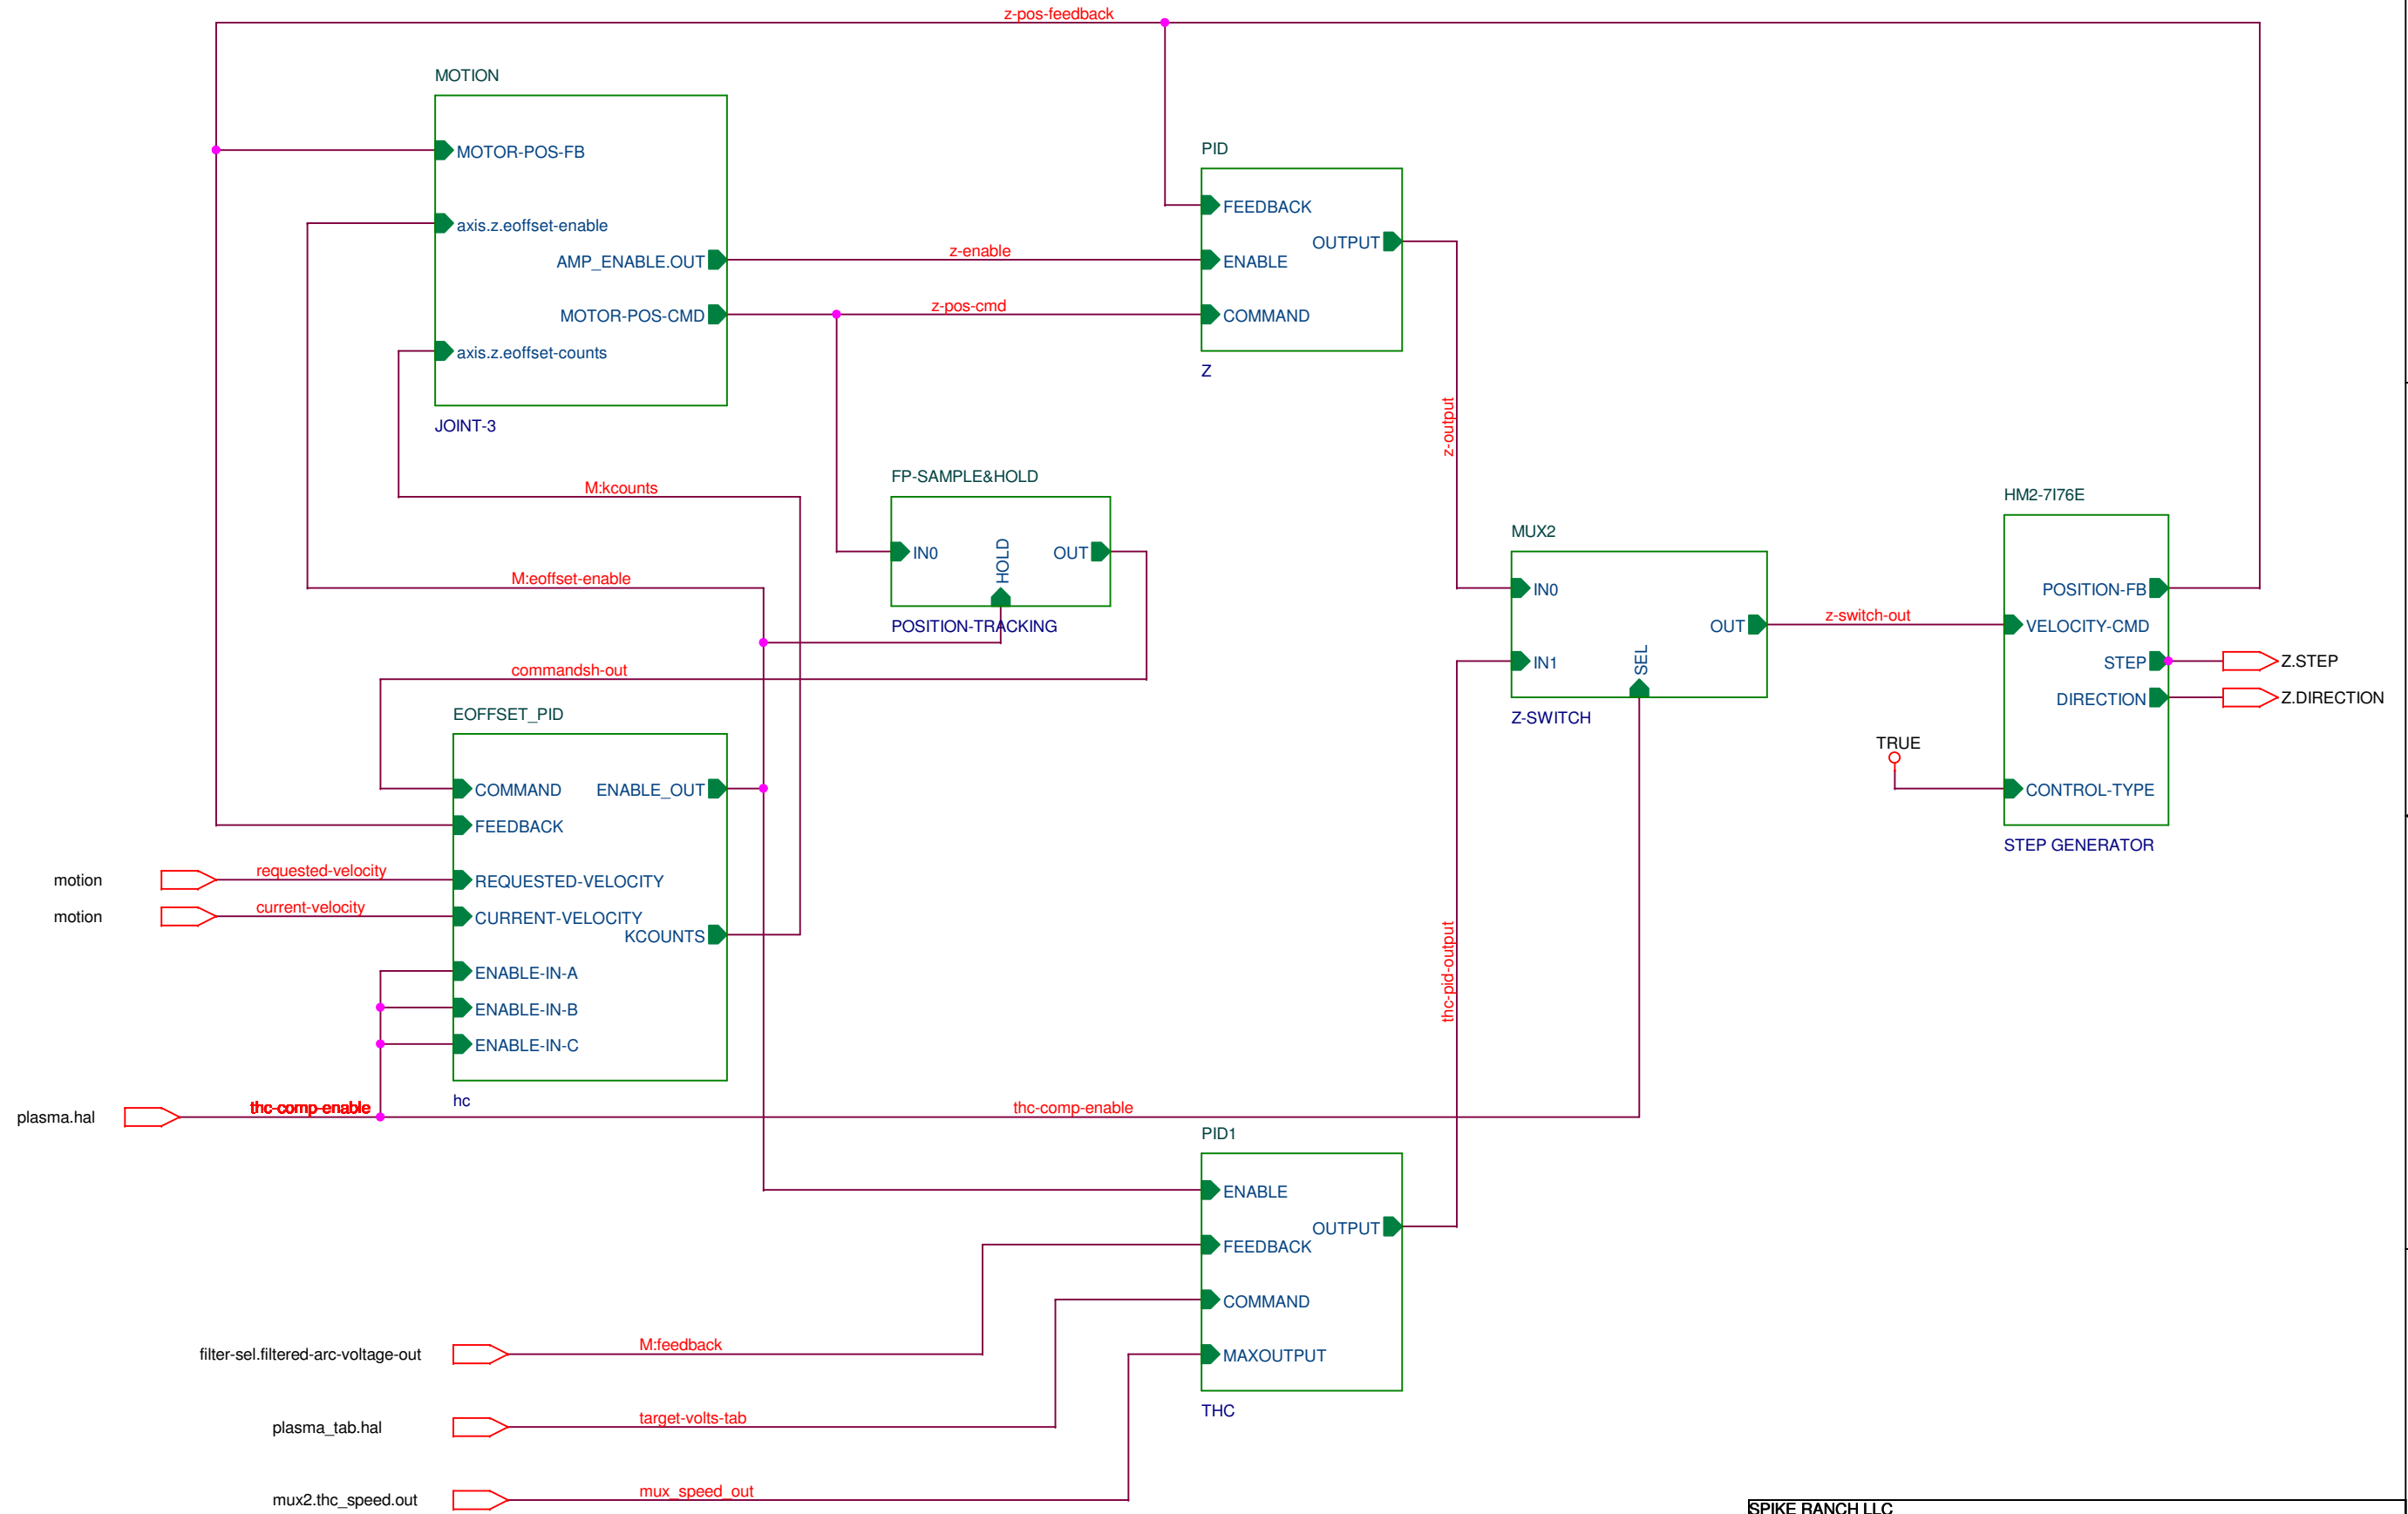 z-pos-feedback
MOTION
MOTOR-POS-FB
axis.z.eoffset-enable
AMP_ENABLE.OUT
MOTOR-POS-CMD
axis.z.eoffset-counts
JOINT-3
z-enable
z-pos-cmd
PID
FEEDBACK
OUTPUT
ENABLE
COMMAND
Z
z-output
M:kcounts
FP-SAMPLE&HOLD
IN0
HOLD
OUT
POSITION-TRACKING
M:eoffset-enable
commandsh-out
MUX2
IN0
OUT
IN1
SEL
Z-SWITCH
z-switch-out
HM2-7I76E
POSITION-FB
VELOCITY-CMD
STEP
DIRECTION
CONTROL-TYPE
STEP GENERATOR
Z.STEP
Z.DIRECTION
TRUE
EOFFSET_PID
COMMAND
ENABLE_OUT
FEEDBACK
REQUESTED-VELOCITY
CURRENT-VELOCITY
KCOUNTS
ENABLE-IN-A
ENABLE-IN-B
ENABLE-IN-C
hc
motion
requested-velocity
motion
current-velocity
plasma.hal
thc-comp-enable
thc-comp-enable
thc-pid-output
PID1
ENABLE
OUTPUT
FEEDBACK
COMMAND
MAXOUTPUT
THC
filter-sel.filtered-arc-voltage-out
M:feedback
plasma_tab.hal
target-volts-tab
mux2.thc_speed.out
mux_speed_out
SPIKE RANCH LLC